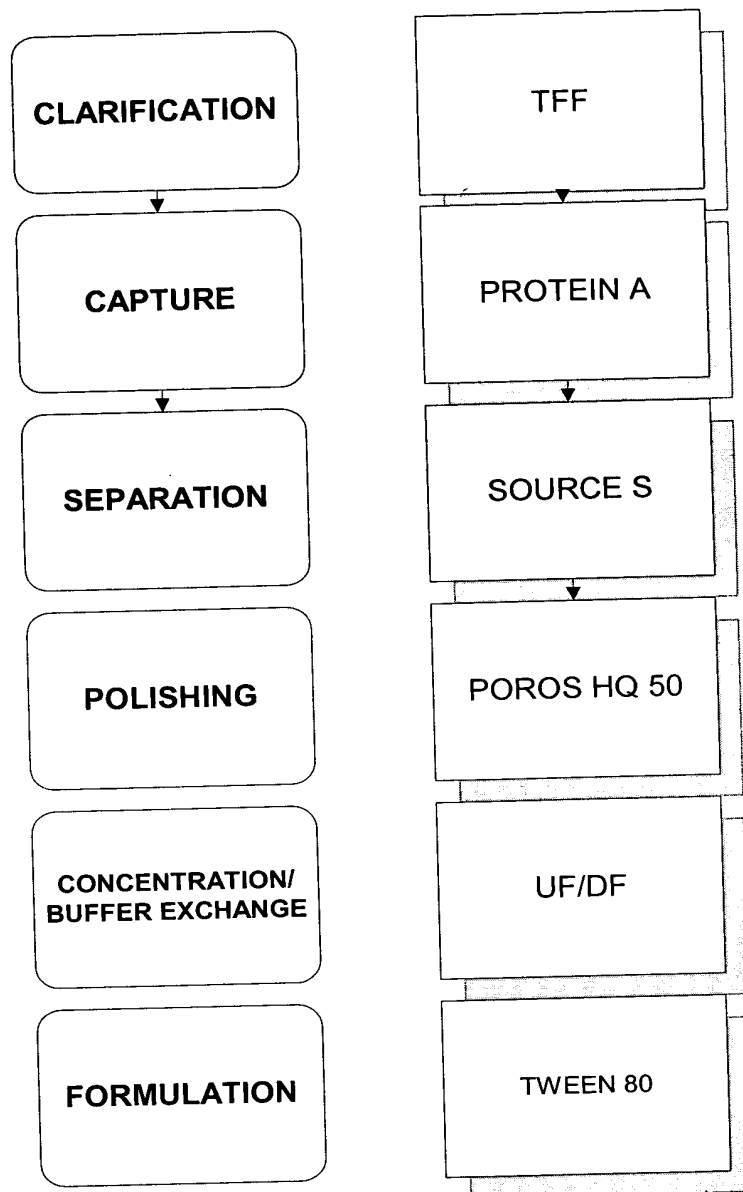 CLARIFICATION
TFF
CAPTURE
PROTEIN A
SEPARATION
SOURCE S
POLISHING
POROS HQ 50
CONCENTRATION/
BUFFER EXCHANGE
UF/DF
FORMULATION
TWEEN 80